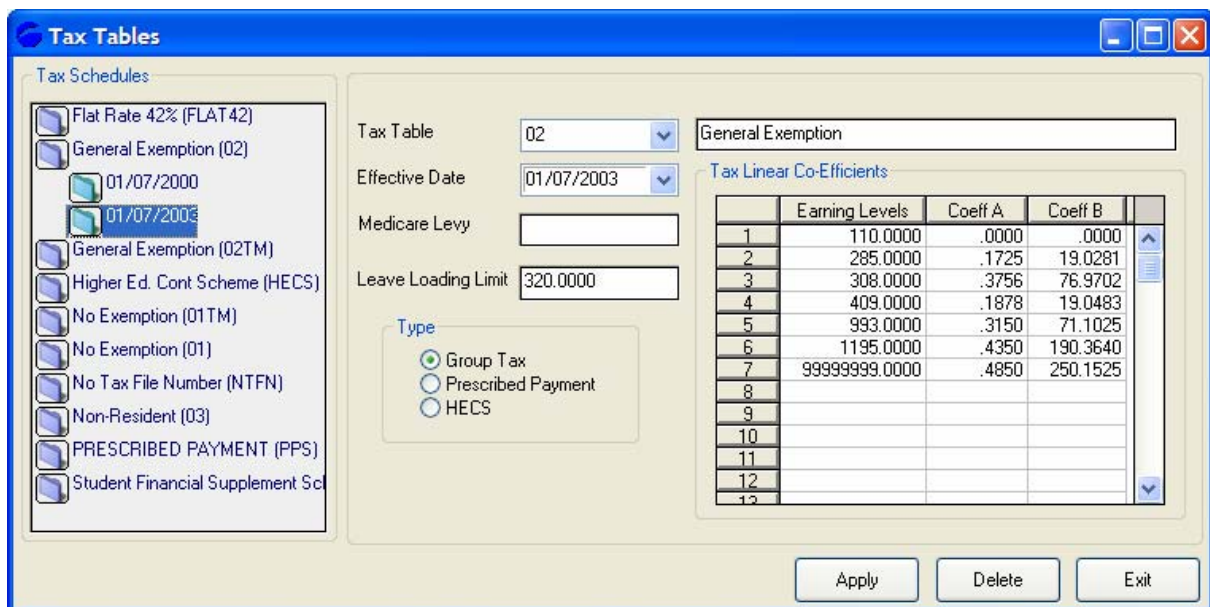 Tax Tables
Tax Schedules
Flat Rate 42% (FLAT42)
General Exemption (02)
01/07/2000
01/07/2003
General Exemption (02TM)
Higher Ed. Cont Scheme (HECS)
No Exemption (01TM)
No Exemption (01)
No Tax File Number (NTFN)
Non-Resident (03)
PRESCRIBED PAYMENT (PPS)
Student Financial Supplement Scl
Tax Table 02 General Exemption
Effective Date 01/07/2003
Medicare Levy
Leave Loading Limit 320.0000
Type
Group Tax
Prescribed Payment
HECS
Tax Linear Co-Efficients
Earning Levels Coeff A Coeff B
1 110.0000 .0000 .0000
2 285.0000 .1725 19.0281
3 308.0000 .3756 76.9702
4 409.0000 .1878 19.0483
5 993.0000 .3150 71.1025
6 1195.0000 .4350 190.3640
7 99999999.0000 .4850 250.1525
8
9
10
11
12
13
Apply Delete Exit